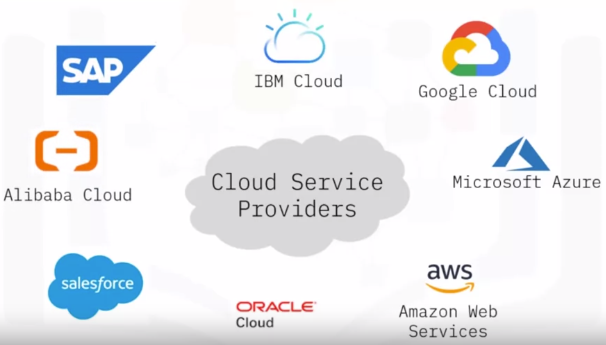 SAP
IBM Cloud
Google Cloud
Alibaba Cloud
Cloud Service
Providers
Microsoft Azure
salesforce
ORACLE
Cloud
aws
Amazon Web
Services